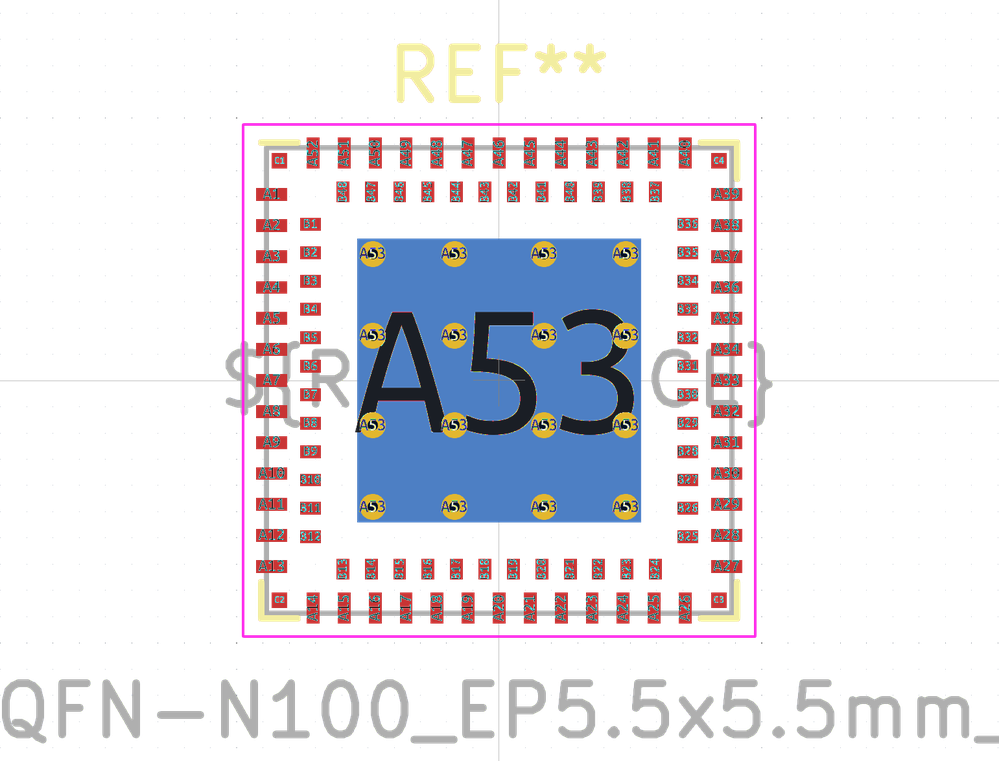 REF**
A52 A51 A50 A49 A48 A47 A46 A45 A44 A43 A42 A41 A40
C1 C4
B48 B47 B46 B45 B44 B43 B42 B41 B40 B39 B38 B37
A1 A39
B1 B36
A2 A38
B2 A53 A53 A53 A53 B35
A3 A37
B3 B34
A4 A36
B4 B33
A5 A35
B5 A53 A53 A53 A53 B32
A6 A34
B6 B31
A53
A7 A33
B7 B30
A8 A32
B8 A53 A53 A53 A53 B29
A9 A31
B9 B28
A10 A30
B10 B27
A11 A29
B11 A53 A53 A53 A53 B26
A12 A28
B12 B25
A13 A27
B13 B14 B15 B16 B17 B18 B19 B20 B21 B22 B23 B24
C2 C3
A14 A15 A16 A17 A18 A19 A20 A21 A22 A23 A24 A25 A26
QFN-N100_EP5.5x5.5mm_